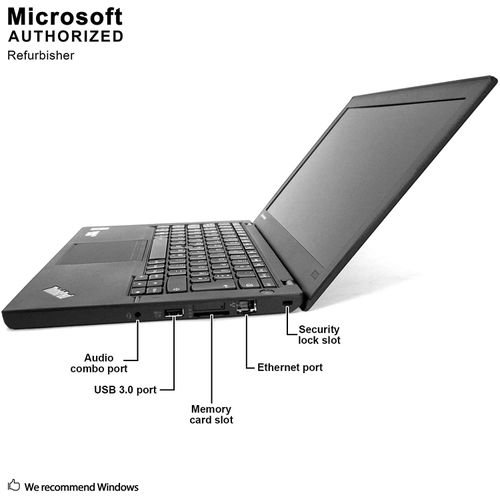 Microsoft
AUTHORIZED
Refurbisher
ThinkPad
Audio
combo port
USB 3.0 port
Memory
card slot
Ethernet port
Security
lock slot
We recommend Windows